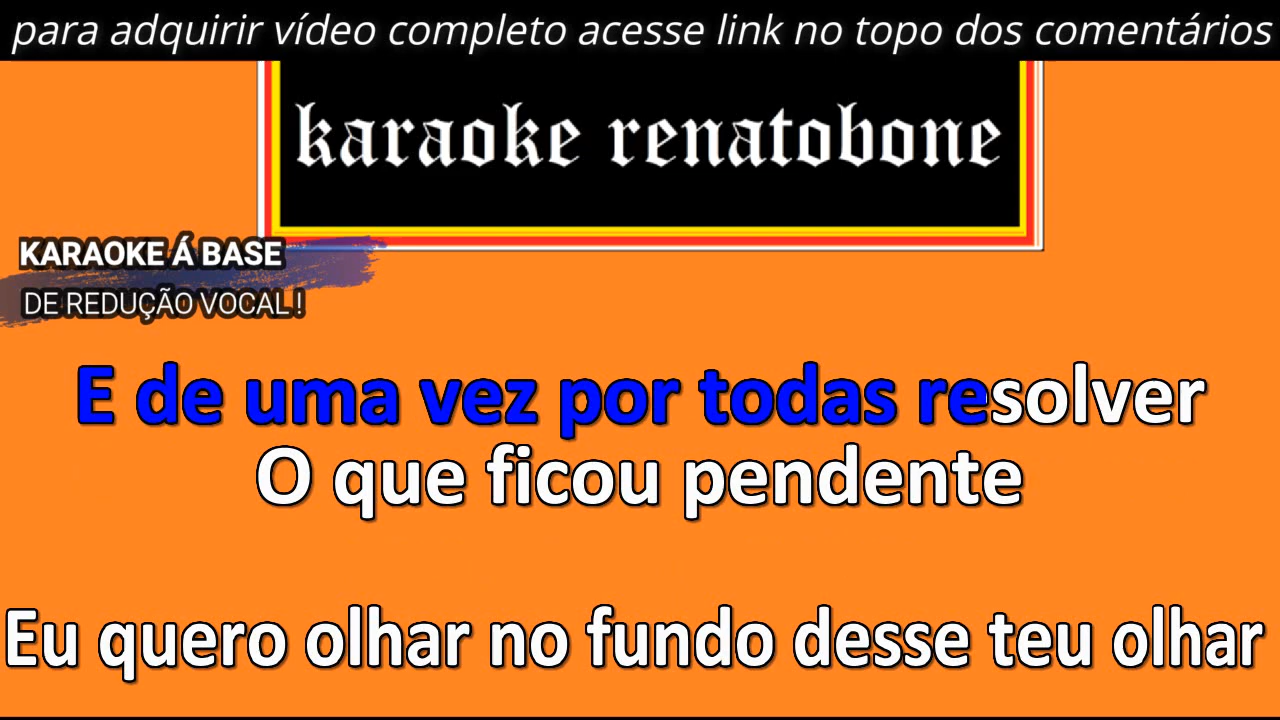 para adquirir vídeo completo acesse link no topo dos comentários
karaoke renatobone
KARAOKE Á BASE
DE REDUÇÃO VOCAL !
E de uma vez por todas resolver
O que ficou pendente
Eu quero olhar no fundo desse teu olhar